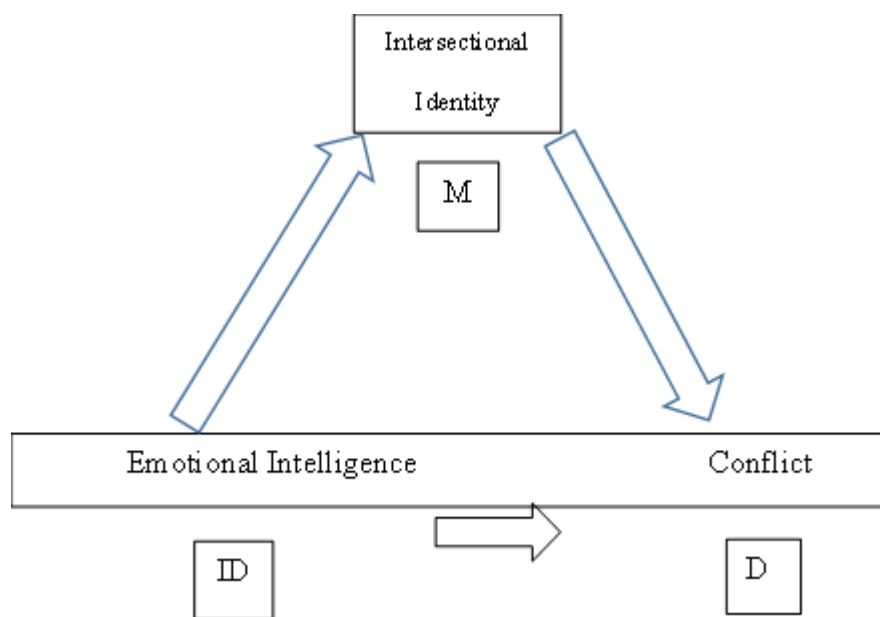 Intersectional
Identity
M
Emotional Intelligence Conflict
ID D